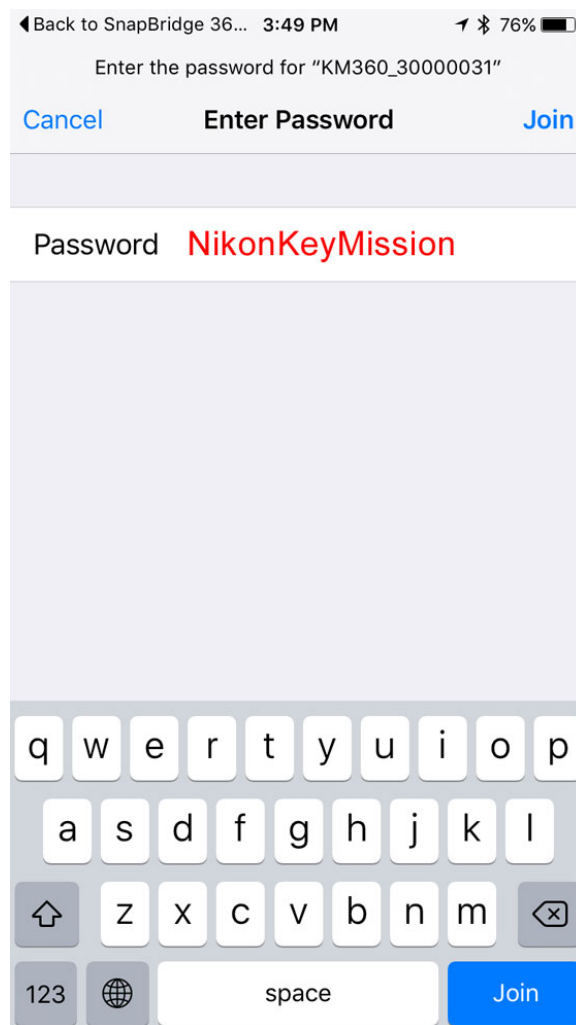 Back to SnapBridge 36... 3:49 PM 76%
Enter the password for “KM360_30000031”
Cancel Enter Password Join
Password NikonKeyMission
q w e r t y u i o p
a s d f g h j k l
z x c v b n m
123 space Join